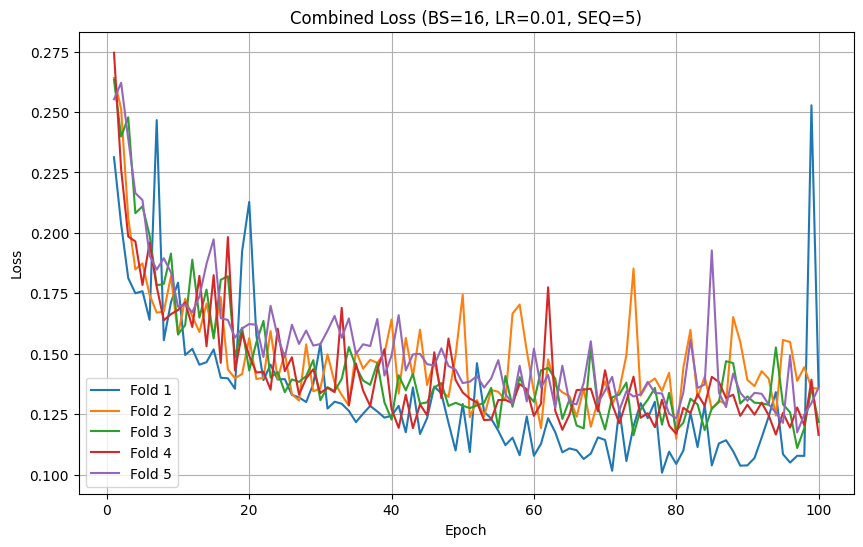 Combined Loss (BS=16, LR=0.01, SEQ=5)
0.275
0.250
0.225
0.200
0.175
0.150
0.125
0.100
Loss
Fold 1
Fold 2
Fold 3
Fold 4
Fold 5
0 20 40 60 80 100
Epoch